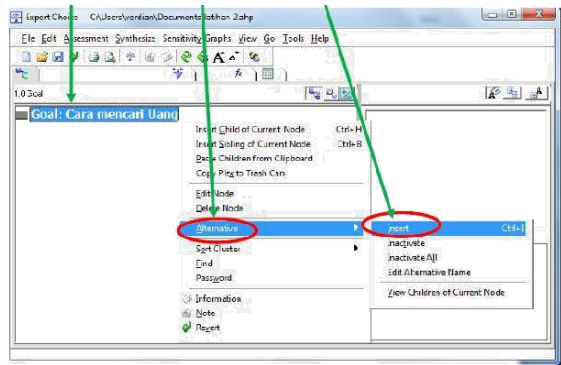 Expert Choice C:\Users\verdian\Documents\latihan 2.ahp
File Edit Assessment Synthesize Sensitivity-Graphs View Go Tools Help
1.0 Goal
Goal: Cara mencari Uang
Insert Child of Current Node Ctrl+H
Insert Sibling of Current Node Ctrl+B
Paste Children from Clipboard
Copy Plex to Trash Can
Edit Node
Delete Node
Alternative
Insert Ctrl+I
Inactivate
Inactivate All
Edit Alternative Name
View Children of Current Node
Sort Cluster
Find
Password
Information
Note
Revert